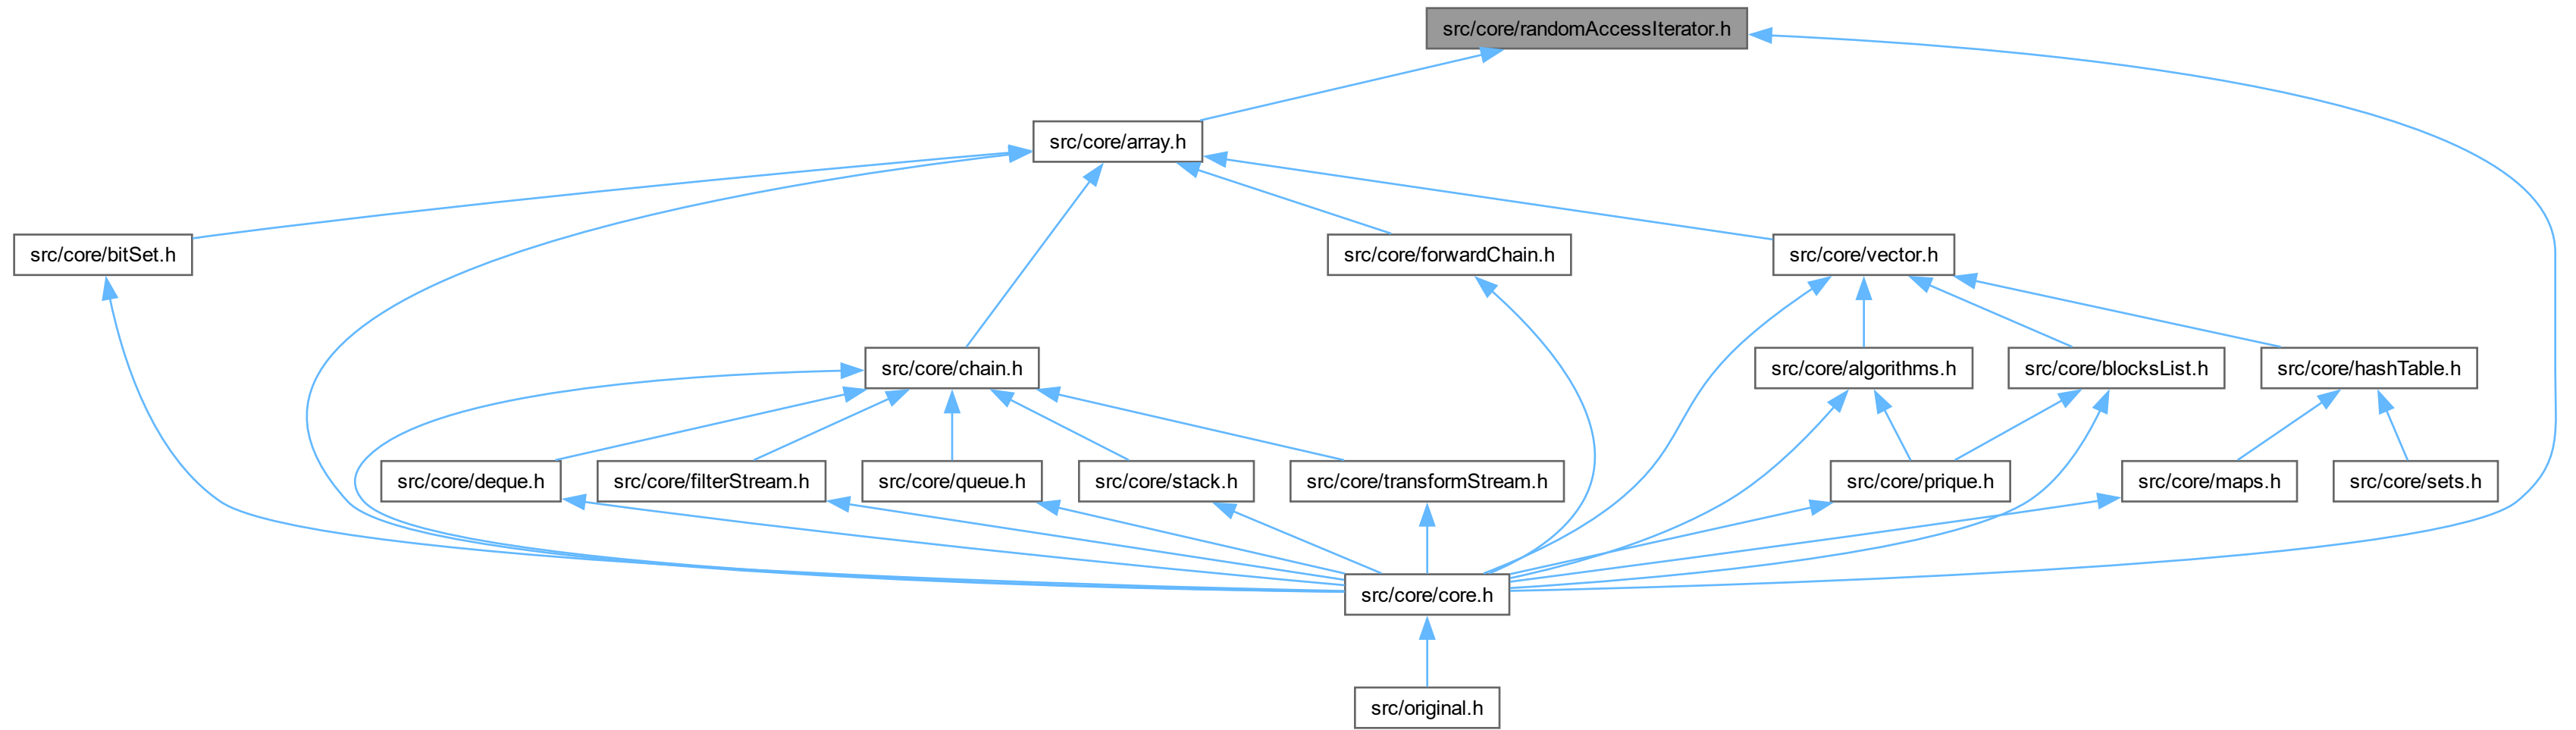 src/core/randomAccessIterator.h
src/core/array.h
src/core/bitSet.h
src/core/forwardChain.h
src/core/vector.h
src/core/chain.h
src/core/algorithms.h
src/core/blocksList.h
src/core/hashTable.h
src/core/deque.h
src/core/filterStream.h
src/core/queue.h
src/core/stack.h
src/core/transformStream.h
src/core/prique.h
src/core/maps.h
src/core/sets.h
src/core/core.h
src/original.h